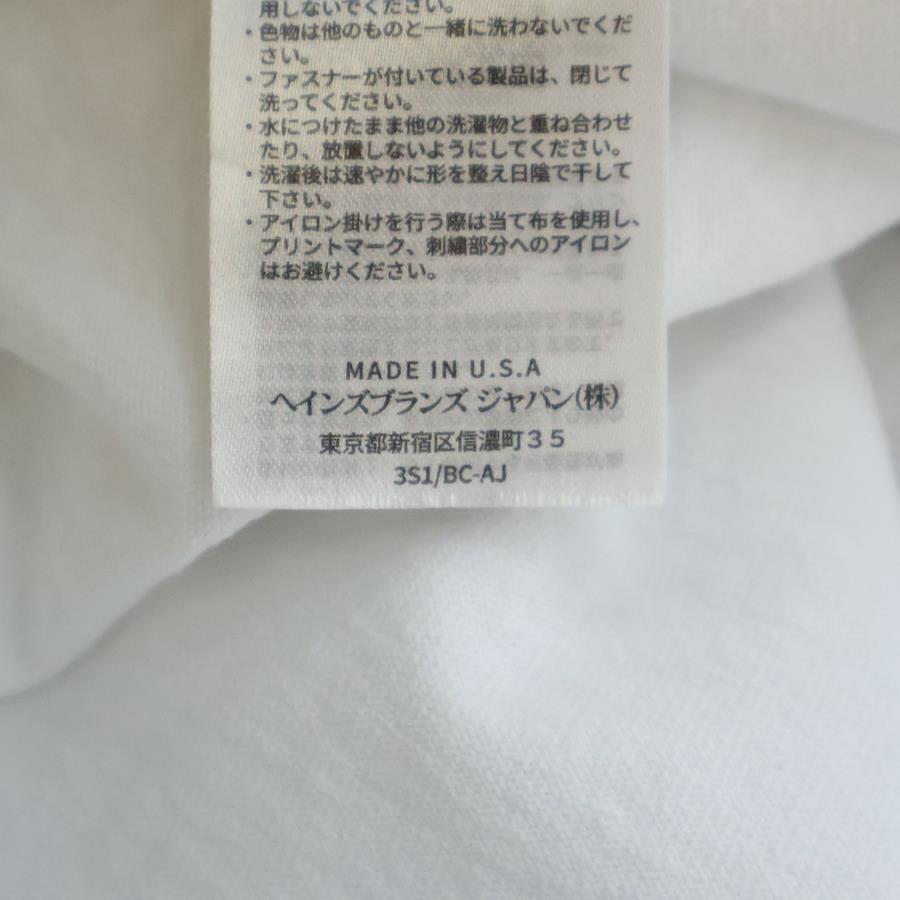 用しないでください。
・色物は他のものと一緒に洗わないでくだ
さい。
・ファスナーが付いている製品は、閉じて
洗ってください。
・水につけたまま他の洗濯物と重ね合わせ
たり、放置しないようにしてください。
・洗濯後は速やかに形を整え日陰で干して
下さい。
・アイロン掛けを行う際は当て布を使用し、
プリントマーク、刺繍部分へのアイロン
はお避けください。
MADE IN U.S.A
ヘインズブランズ ジャパン(株)
東京都新宿区信濃町35
3S1/BC-AJ